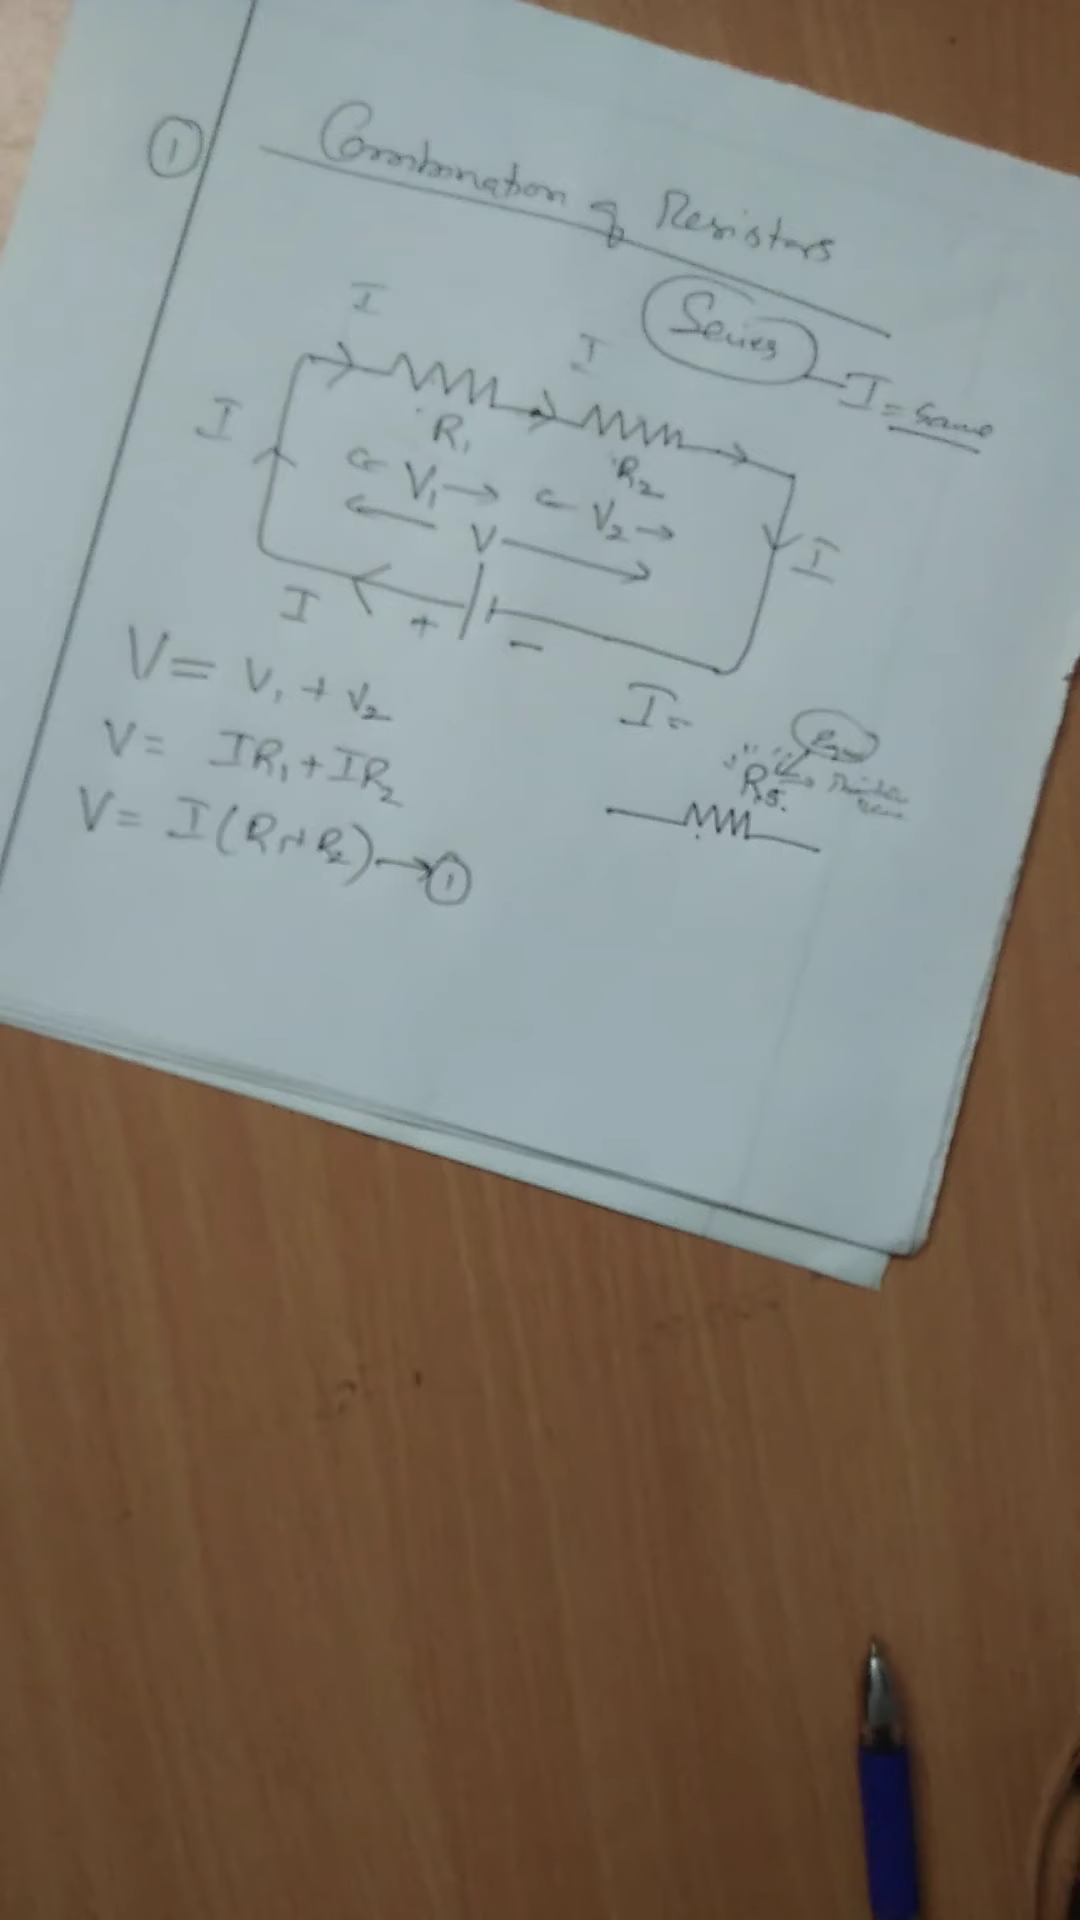 ①
Combination of Resistors
Series
I = Same
I
I
I
R1
R2
V1
V2
V
I
I
+
-
V = V1 + V2
V = IR1 + IR2
V = I(R1+R2) → ①
I =
Rs.